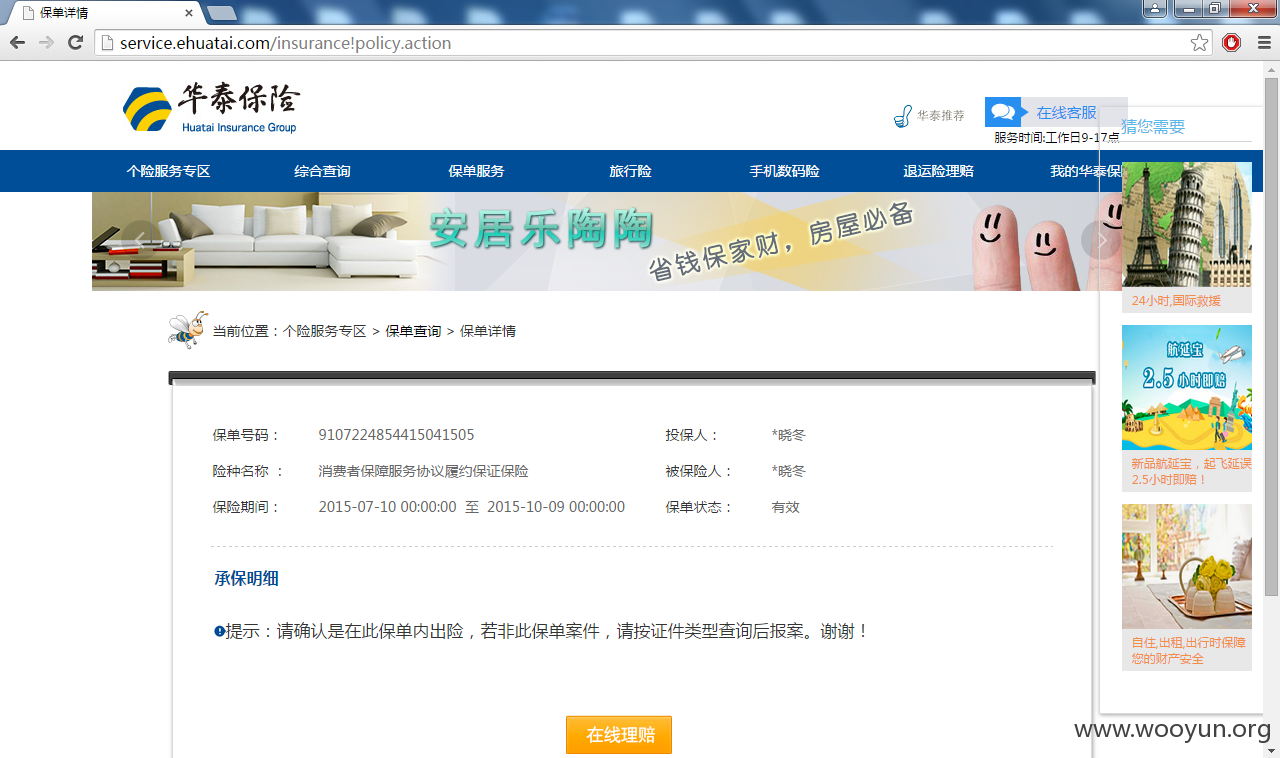 保单详情
service.ehuatai.com/insurance!policy.action
华泰保险
Huatai Insurance Group
华泰推荐
在线客服
服务时间:工作日9-17点
猜您需要
个险服务专区 综合查询 保单服务 旅行险 手机数码险 退运险理赔 我的华泰保
安居乐陶陶
省钱保家财，房屋必备
24小时,国际救援
当前位置：个险服务专区 > 保单查询 > 保单详情
航延宝
2.5小时即赔
新品航延宝，起飞延误
2.5小时即赔！
保单号码： 9107224854415041505 投保人： *晓冬
险种名称 ： 消费者保障服务协议履约保证保险 被保险人： *晓冬
保险期间： 2015-07-10 00:00:00 至 2015-10-09 00:00:00 保单状态： 有效
承保明细
提示：请确认是在此保单内出险，若非此保单案件，请按证件类型查询后报案。谢谢！
自住,出租,出行时保障
您的财产安全
在线理赔
www.wooyun.org